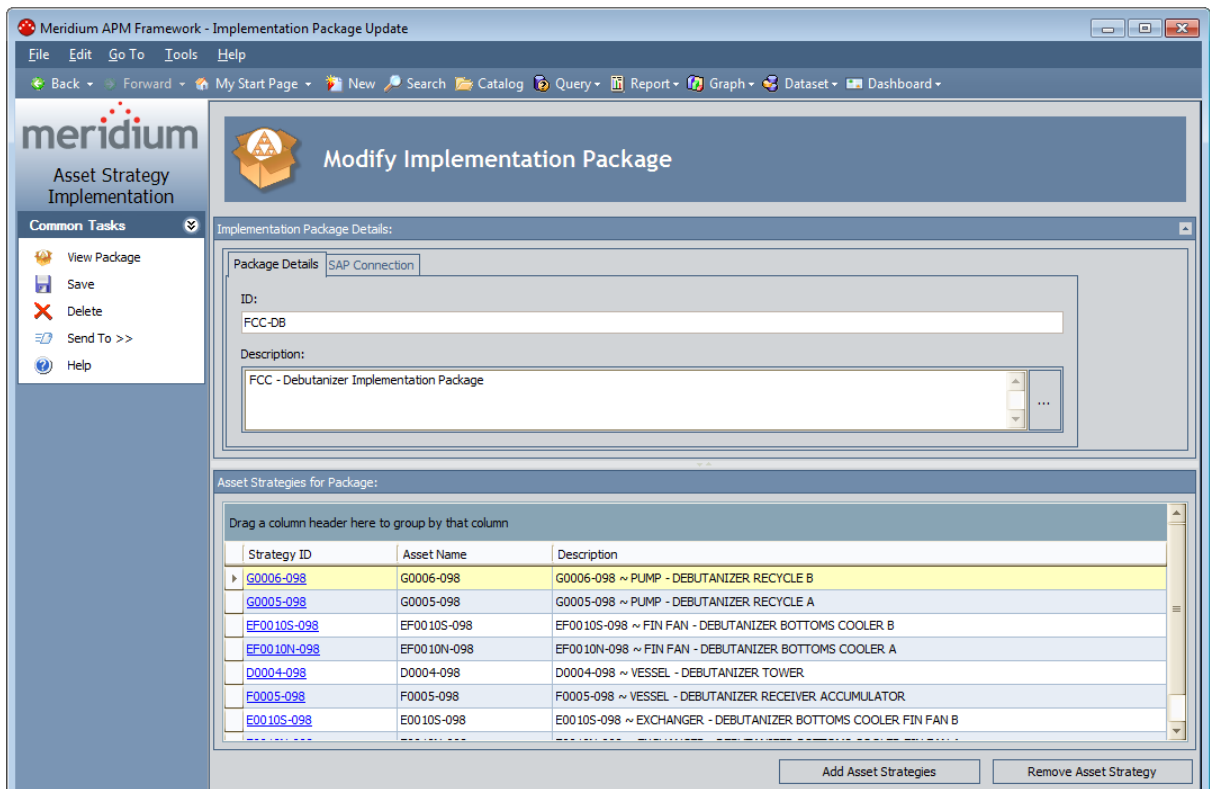 Meridium APM Framework - Implementation Package Update
File Edit Go To Tools Help
Back Forward My Start Page New Search Catalog Query Report Graph Dataset Dashboard
meridium
Asset Strategy
Implementation
Common Tasks
View Package
Save
Delete
Send To >>
Help
Modify Implementation Package
Implementation Package Details:
Package Details SAP Connection
ID:
FCC-DB
Description:
FCC - Debutanizer Implementation Package
...
Asset Strategies for Package:
Drag a column header here to group by that column
Strategy ID Asset Name Description
G0006-098 G0006-098 G0006-098 ~ PUMP - DEBUTANIZER RECYCLE B
G0005-098 G0005-098 G0005-098 ~ PUMP - DEBUTANIZER RECYCLE A
EF0010S-098 EF0010S-098 EF0010S-098 ~ FIN FAN - DEBUTANIZER BOTTOMS COOLER B
EF0010N-098 EF0010N-098 EF0010N-098 ~ FIN FAN - DEBUTANIZER BOTTOMS COOLER A
D0004-098 D0004-098 D0004-098 ~ VESSEL - DEBUTANIZER TOWER
F0005-098 F0005-098 F0005-098 ~ VESSEL - DEBUTANIZER RECEIVER ACCUMULATOR
E0010S-098 E0010S-098 E0010S-098 ~ EXCHANGER - DEBUTANIZER BOTTOMS COOLER FIN FAN B
Add Asset Strategies Remove Asset Strategy